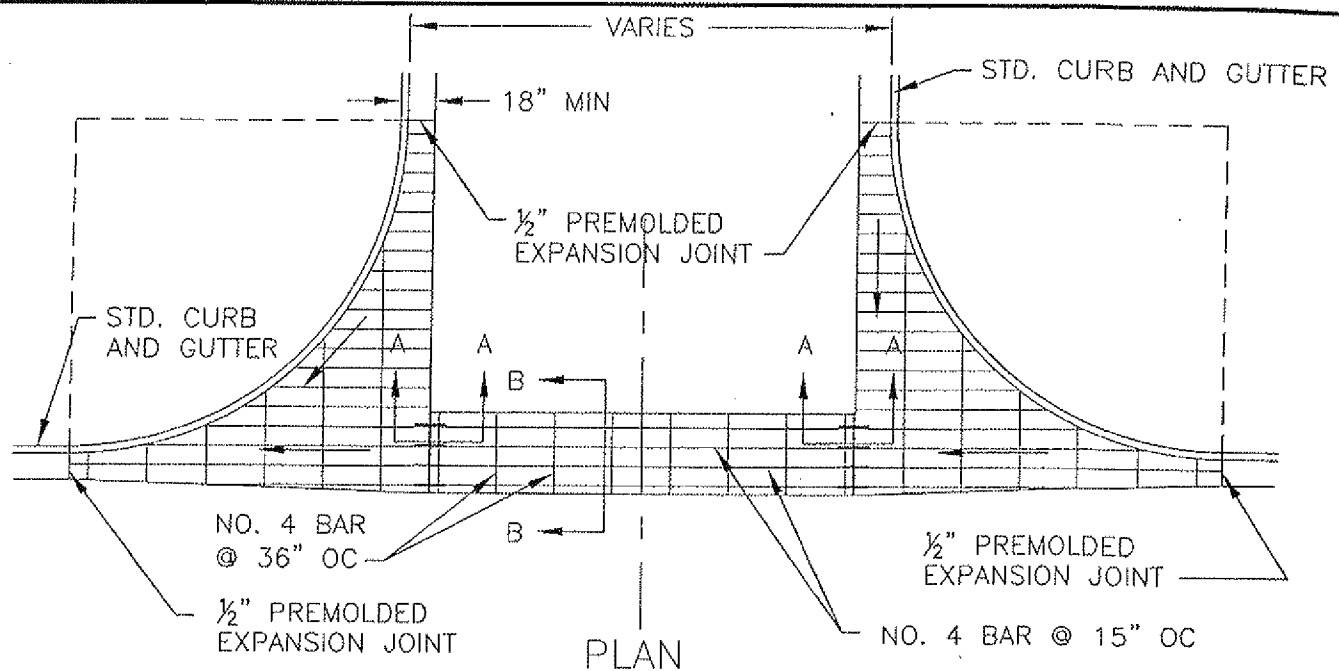 VARIES
STD. CURB AND GUTTER
18" MIN
½" PREMOLDED
EXPANSION JOINT
STD. CURB
AND GUTTER
A
A
A
A
B
B
NO. 4 BAR
@ 36" OC
½" PREMOLDED
EXPANSION JOINT
½" PREMOLDED
EXPANSION JOINT
NO. 4 BAR @ 15" OC
PLAN